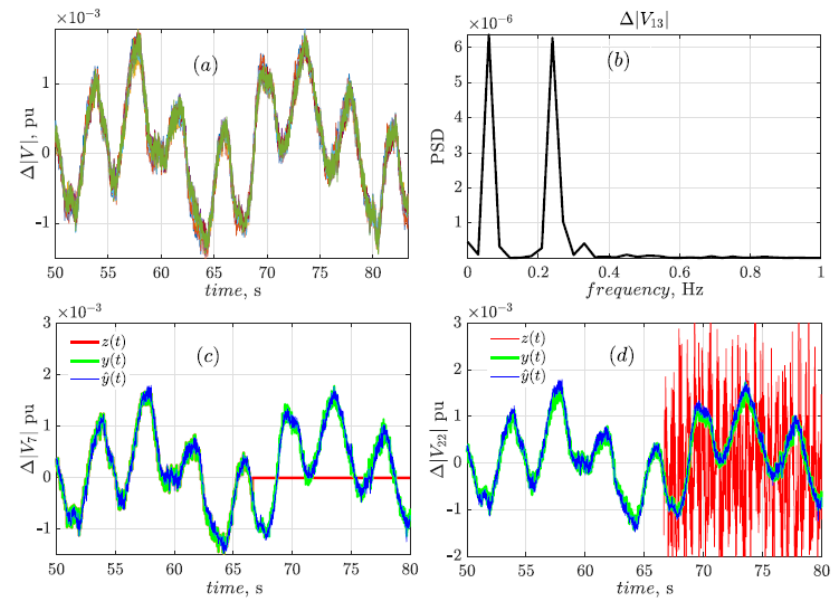 ×10⁻³
(a)
Δ|V|, pu
1
0
-1
50 55 60 65 70 75 80
time, s
×10⁻⁶
Δ|V₁₃|
(b)
PSD
6
5
4
3
2
1
0 0.2 0.4 0.6 0.8 1
frequency, Hz
×10⁻³
(c)
z(t)
y(t)
ŷ(t)
Δ|V₇| pu
3
2
1
0
-1
50 55 60 65 70 75 80
time, s
×10⁻³
(d)
z(t)
y(t)
ŷ(t)
Δ|V₂₂| pu
3
2
1
0
-1
-2
50 55 60 65 70 75 80
time, s